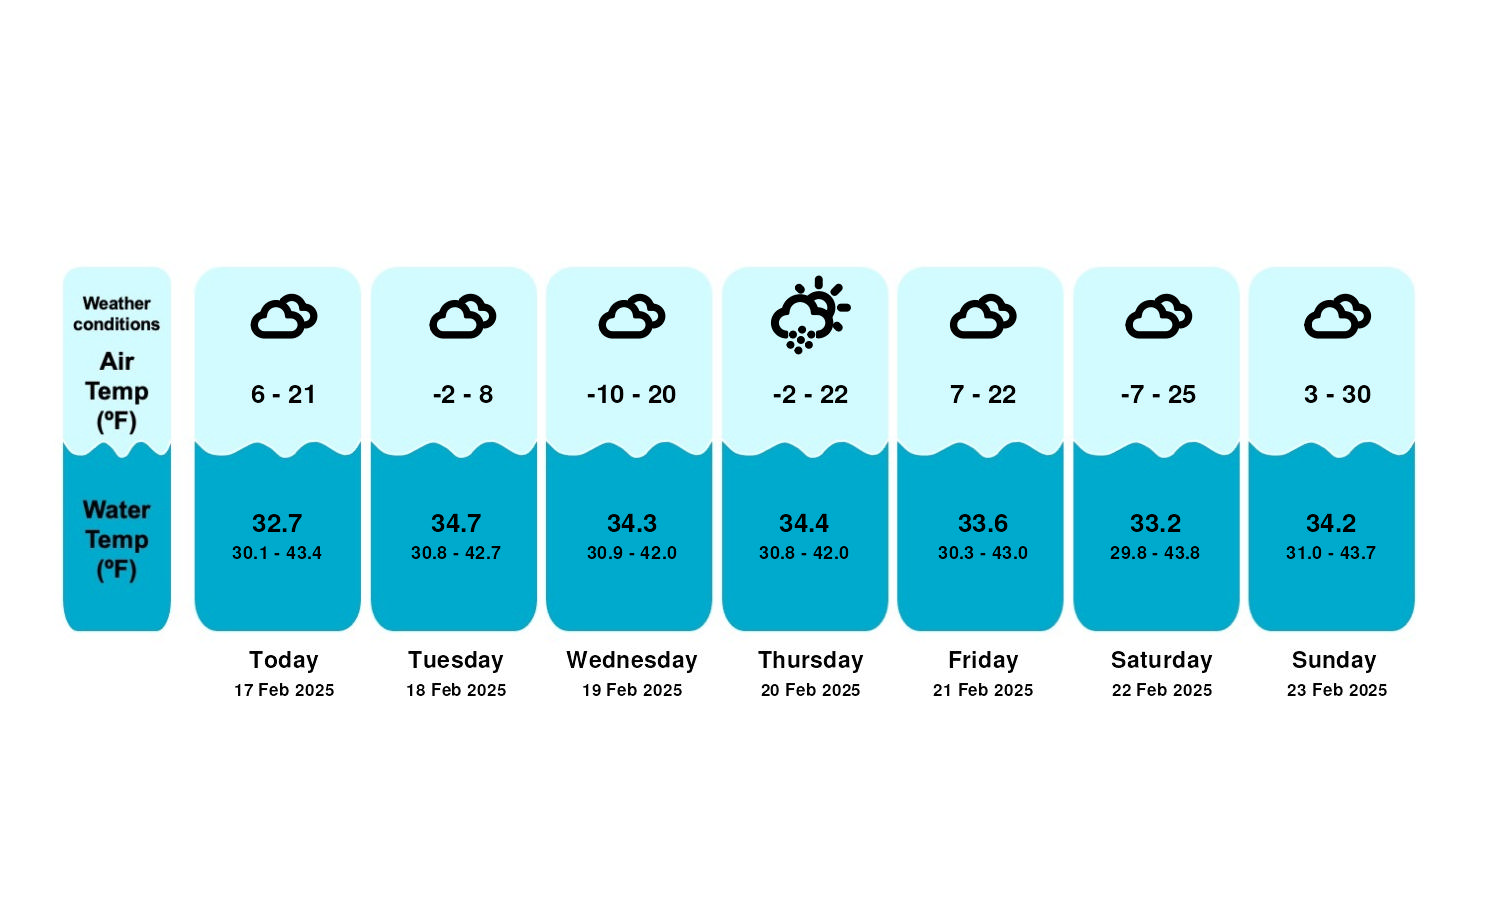 Weather
conditions
Air
Temp
(ºF)
6 - 21
-2 - 8
-10 - 20
-2 - 22
7 - 22
-7 - 25
3 - 30
Water
Temp
(ºF)
32.7
30.1 - 43.4
34.7
30.8 - 42.7
34.3
30.9 - 42.0
34.4
30.8 - 42.0
33.6
30.3 - 43.0
33.2
29.8 - 43.8
34.2
31.0 - 43.7
Today
17 Feb 2025
Tuesday
18 Feb 2025
Wednesday
19 Feb 2025
Thursday
20 Feb 2025
Friday
21 Feb 2025
Saturday
22 Feb 2025
Sunday
23 Feb 2025